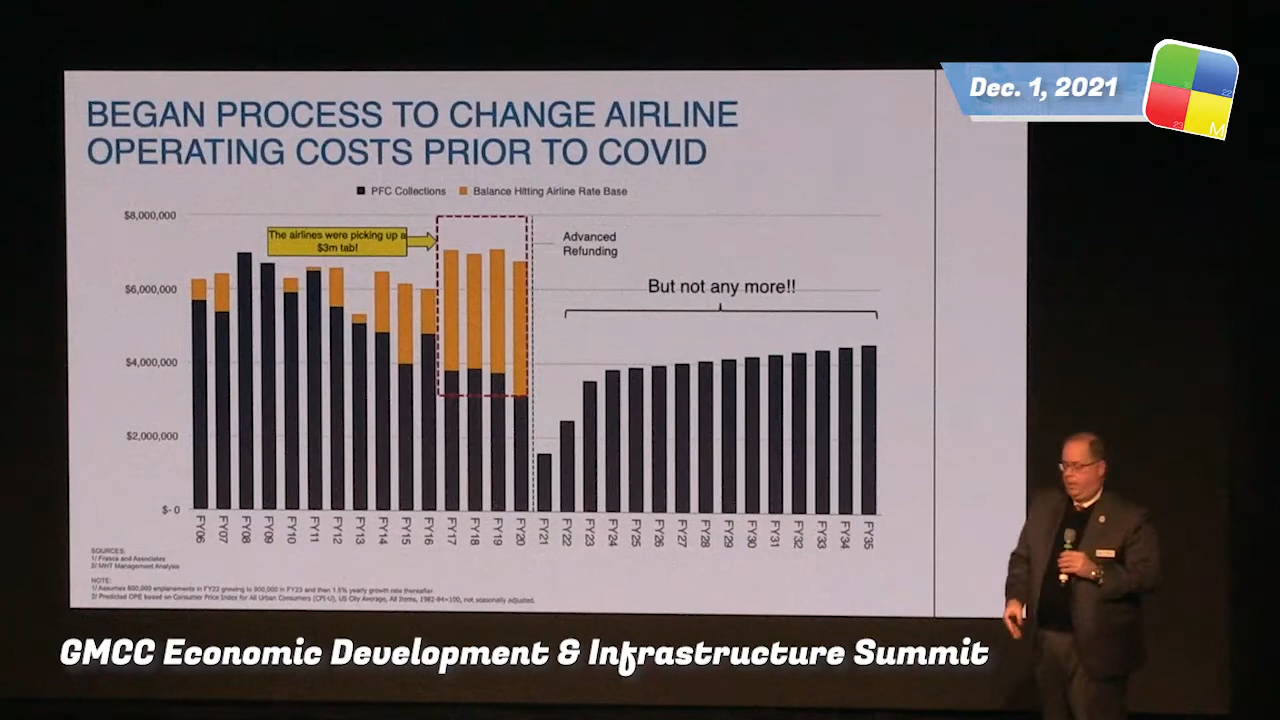 Dec. 1, 2021
BEGAN PROCESS TO CHANGE AIRLINE
OPERATING COSTS PRIOR TO COVID
PFC Collections
Balance Hitting Airline Rate Base
$8,000,000
$6,000,000
$4,000,000
$2,000,000
$- 0
The airlines were picking up a
$3m tab!
Advanced
Refunding
But not any more!!
FY06
FY07
FY08
FY09
FY10
FY11
FY12
FY13
FY14
FY15
FY16
FY17
FY18
FY19
FY20
FY21
FY22
FY23
FY24
FY25
FY26
FY27
FY28
FY29
FY30
FY31
FY32
FY33
FY34
FY35
SOURCES:
1/ Frasca and Associates
2/ MHT Management Analysis
NOTE:
1/ Assumes 600,000 enplanements in FY22 growing to 900,000 in FY23 and then 1.5% yearly growth rate thereafter.
2/ Predicted CPE based on Consumer Price Index for All Urban Consumers (CPI-U), US City Average, All Items, 1982-84=100, not seasonally adjusted.
GMCC Economic Development & Infrastructure Summit
22
23
M